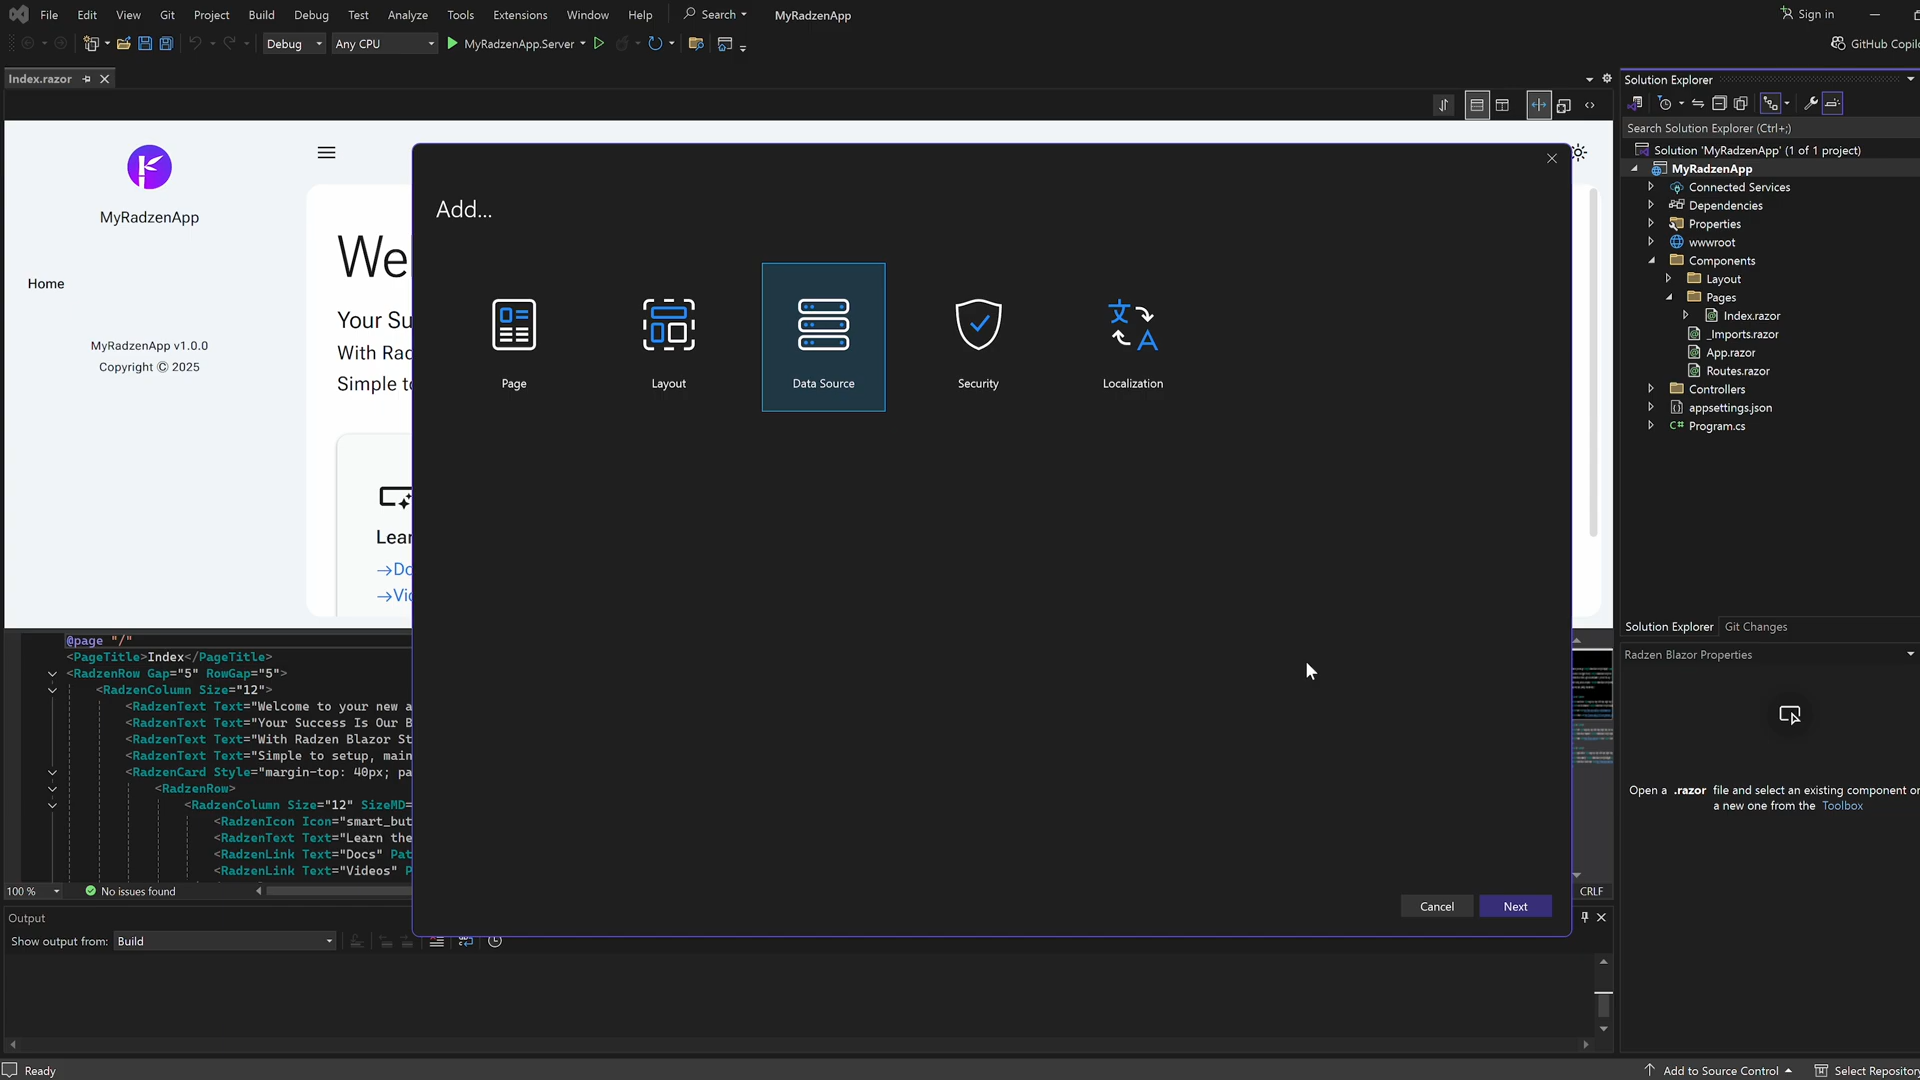 File Edit View Git Project Build Debug Test Analyze Tools Extensions Window Help Search MyRadzenApp Sign in
Debug Any CPU MyRadzenApp.Server GitHub Copilo
Index.razor
MyRadzenApp
Home
MyRadzenApp v1.0.0
Copyright © 2025
Wel
Your Su
With Rad
Simple to
Lear
→Do
→Vid
Add...
Page
Layout
Data Source
Security
文 A
Localization
Cancel
Next
@page "/"
<PageTitle>Index</PageTitle>
<RadzenRow Gap="5" RowGap="5">
<RadzenColumn Size="12">
<RadzenText Text="Welcome to your new a
<RadzenText Text="Your Success Is Our B
<RadzenText Text="With Radzen Blazor St
<RadzenText Text="Simple to setup, main
<RadzenCard Style="margin-top: 40px; pa
<RadzenRow>
<RadzenColumn Size="12" SizeMD=
<RadzenIcon Icon="smart_but
<RadzenText Text="Learn the
<RadzenLink Text="Docs" Pat
<RadzenLink Text="Videos" P
100 % No issues found CRLF
Output
Show output from: Build
Ready
Solution Explorer
Search Solution Explorer (Ctrl+;)
Solution 'MyRadzenApp' (1 of 1 project)
MyRadzenApp
Connected Services
Dependencies
Properties
wwwroot
Components
Layout
Pages
Index.razor
_Imports.razor
App.razor
Routes.razor
Controllers
appsettings.json
C# Program.cs
Solution Explorer Git Changes
Radzen Blazor Properties
Open a .razor file and select an existing component or
a new one from the Toolbox
Add to Source Control Select Repository